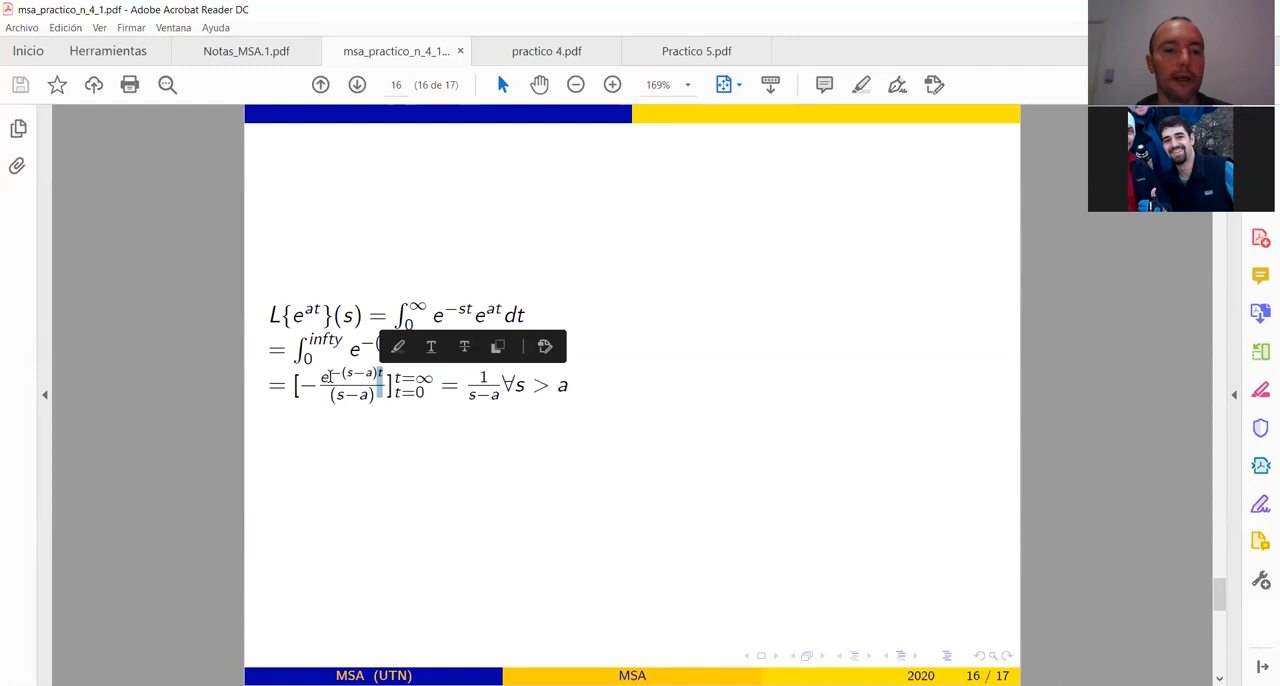 msa_practico_n_4_1.pdf - Adobe Acrobat Reader DC
Archivo Edición Ver Firmar Ventana Ayuda
Inicio Herramientas Notas_MSA.1.pdf msa_practico_n_4_1... × practico 4.pdf Practico 5.pdf
16 (16 de 17) 169%
L{e^{at}}(s) = ∫_0^∞ e^{-st}e^{at}dt
= ∫_0^{infty} e^{-(
= [-\frac{e^{-(s-a)t}}{(s-a)}]_{t=0}^{t=∞} = \frac{1}{s-a}∀s > a
MSA (UTN) MSA 2020 16 / 17